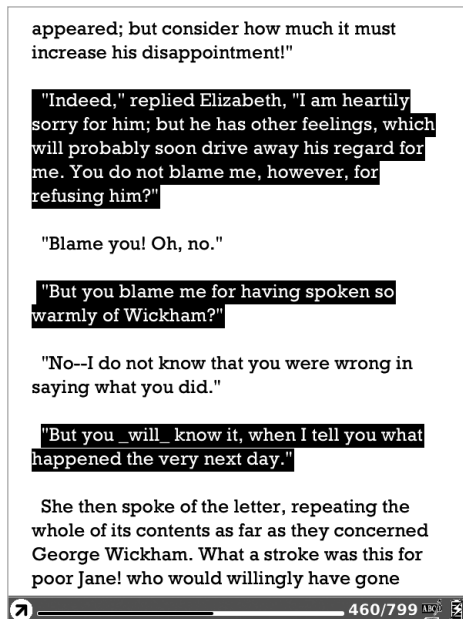 appeared; but consider how much it must
increase his disappointment!"
"Indeed," replied Elizabeth, "I am heartily
sorry for him; but he has other feelings, which
will probably soon drive away his regard for
me. You do not blame me, however, for
refusing him?"
"Blame you! Oh, no."
"But you blame me for having spoken so
warmly of Wickham?"
"No--I do not know that you were wrong in
saying what you did."
"But you _will_ know it, when I tell you what
happened the very next day."
She then spoke of the letter, repeating the
whole of its contents as far as they concerned
George Wickham. What a stroke was this for
poor Jane! who would willingly have gone
460/799